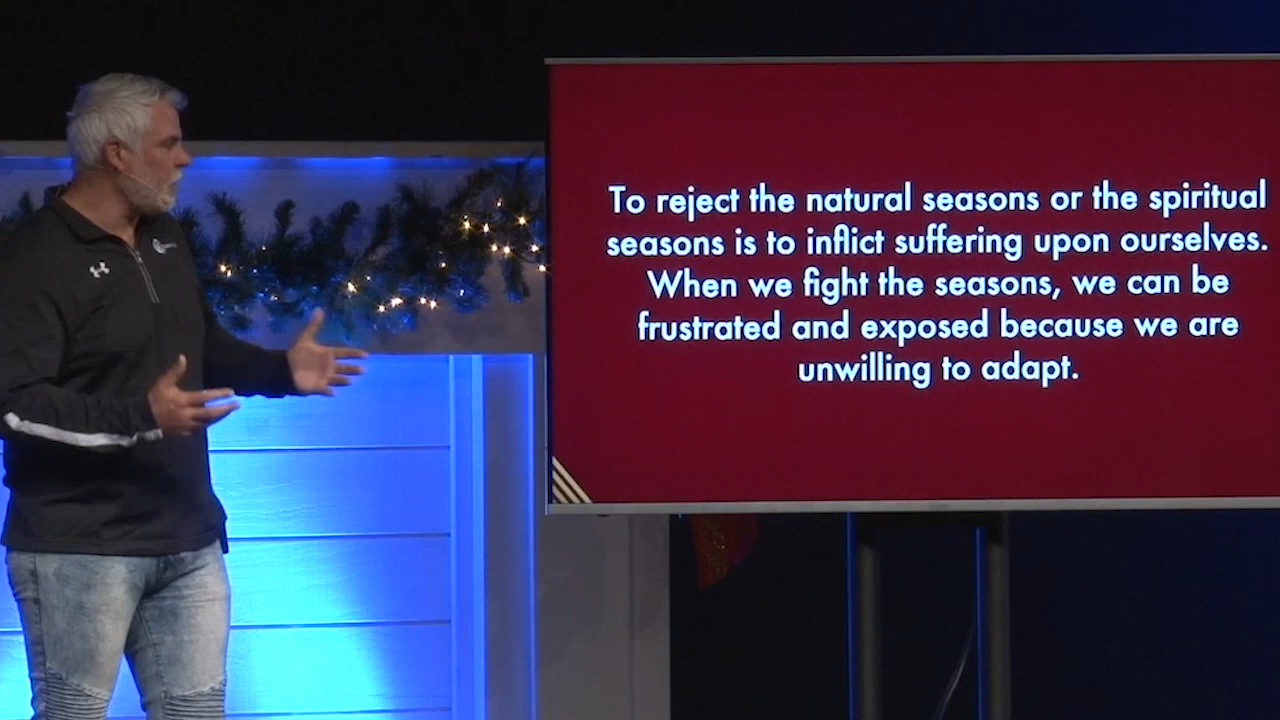 To reject the natural seasons or the spiritual
seasons is to inflict suffering upon ourselves.
When we fight the seasons, we can be
frustrated and exposed because we are
unwilling to adapt.